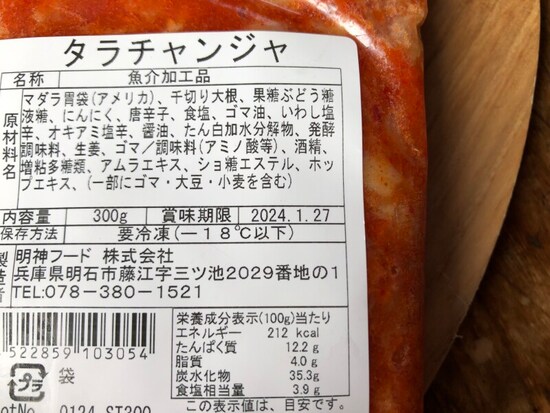 タラチャンジャ
名称 魚介加工品
原材料名 マダラ胃袋(アメリカ)、千切り大根、果糖ぶどう糖
液糖、にんにく、唐辛子、食塩、ゴマ油、いわし塩
辛、オキアミ塩辛、醤油、たん白加水分解物、発酵
調味料、生姜、ゴマ／調味料(アミノ酸等)、酒精、
増粘多糖類、アムラエキス、ショ糖エステル、ホッ
プエキス、(一部にゴマ・大豆・小麦を含む)
内容量 300g 賞味期限 2024.1.27
保存方法 要冷凍(－18℃以下)
製造者 明神フード 株式会社
兵庫県明石市藤江字三ツ池2029番地の1
TEL:078-380-1521
栄養成分表示(100g)当たり
エネルギー 212 kcal
たんぱく質 12.2 g
脂質 4.0 g
炭水化物 35.3g
食塩相当量 3.9 g
この表示値は、目安です。
522859 103054
プラ 袋
otNo. 0124-ST300